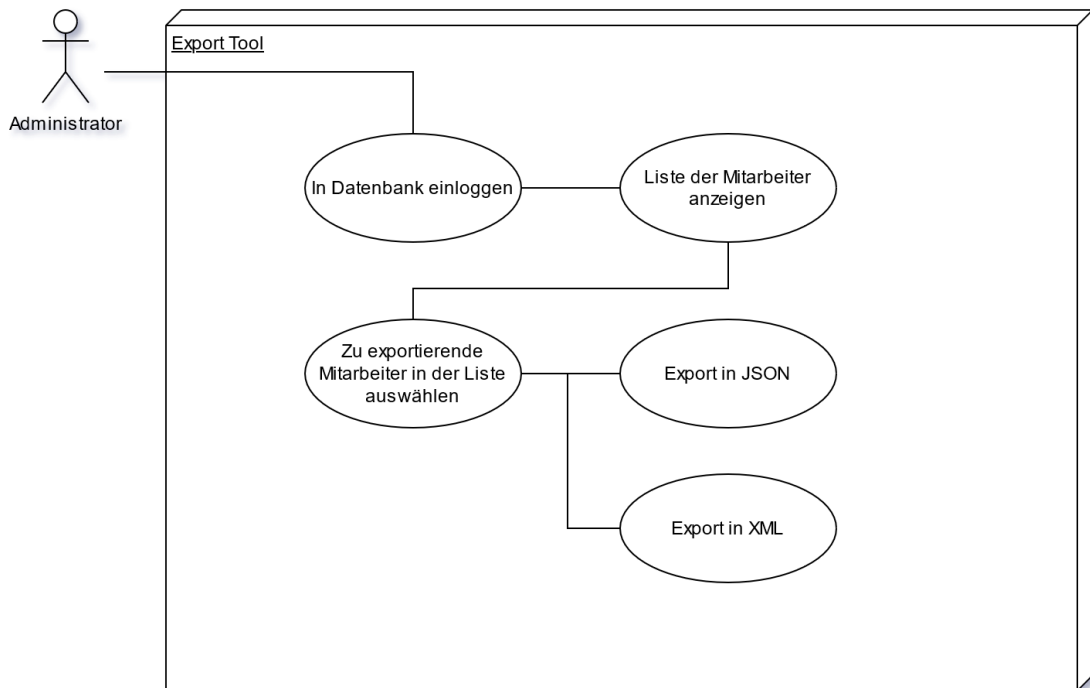 Export Tool
Administrator
In Datenbank einloggen
Liste der Mitarbeiter
anzeigen
Zu exportierende
Mitarbeiter in der Liste
auswählen
Export in JSON
Export in XML